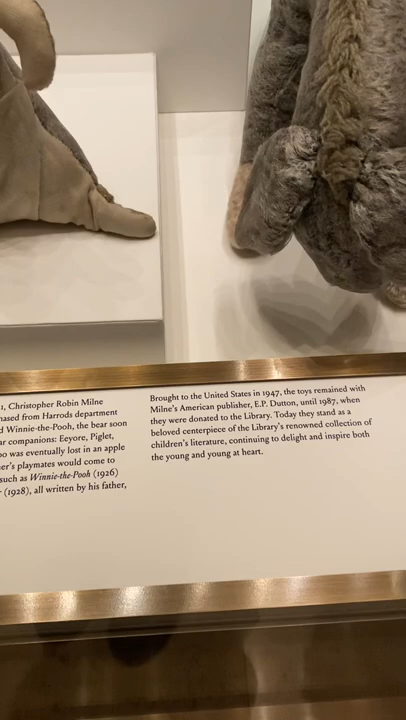 1, Christopher Robin Milne
hased from Harrods department
d Winnie-the-Pooh, the bear soon
ar companions: Eeyore, Piglet,
oo was eventually lost in an apple
er's playmates would come to
such as Winnie-the-Pooh (1926)
r (1928), all written by his father,
Brought to the United States in 1947, the toys remained with
Milne's American publisher, E.P. Dutton, until 1987, when
they were donated to the Library. Today they stand as a
beloved centerpiece of the Library's renowned collection of
children's literature, continuing to delight and inspire both
the young and young at heart.